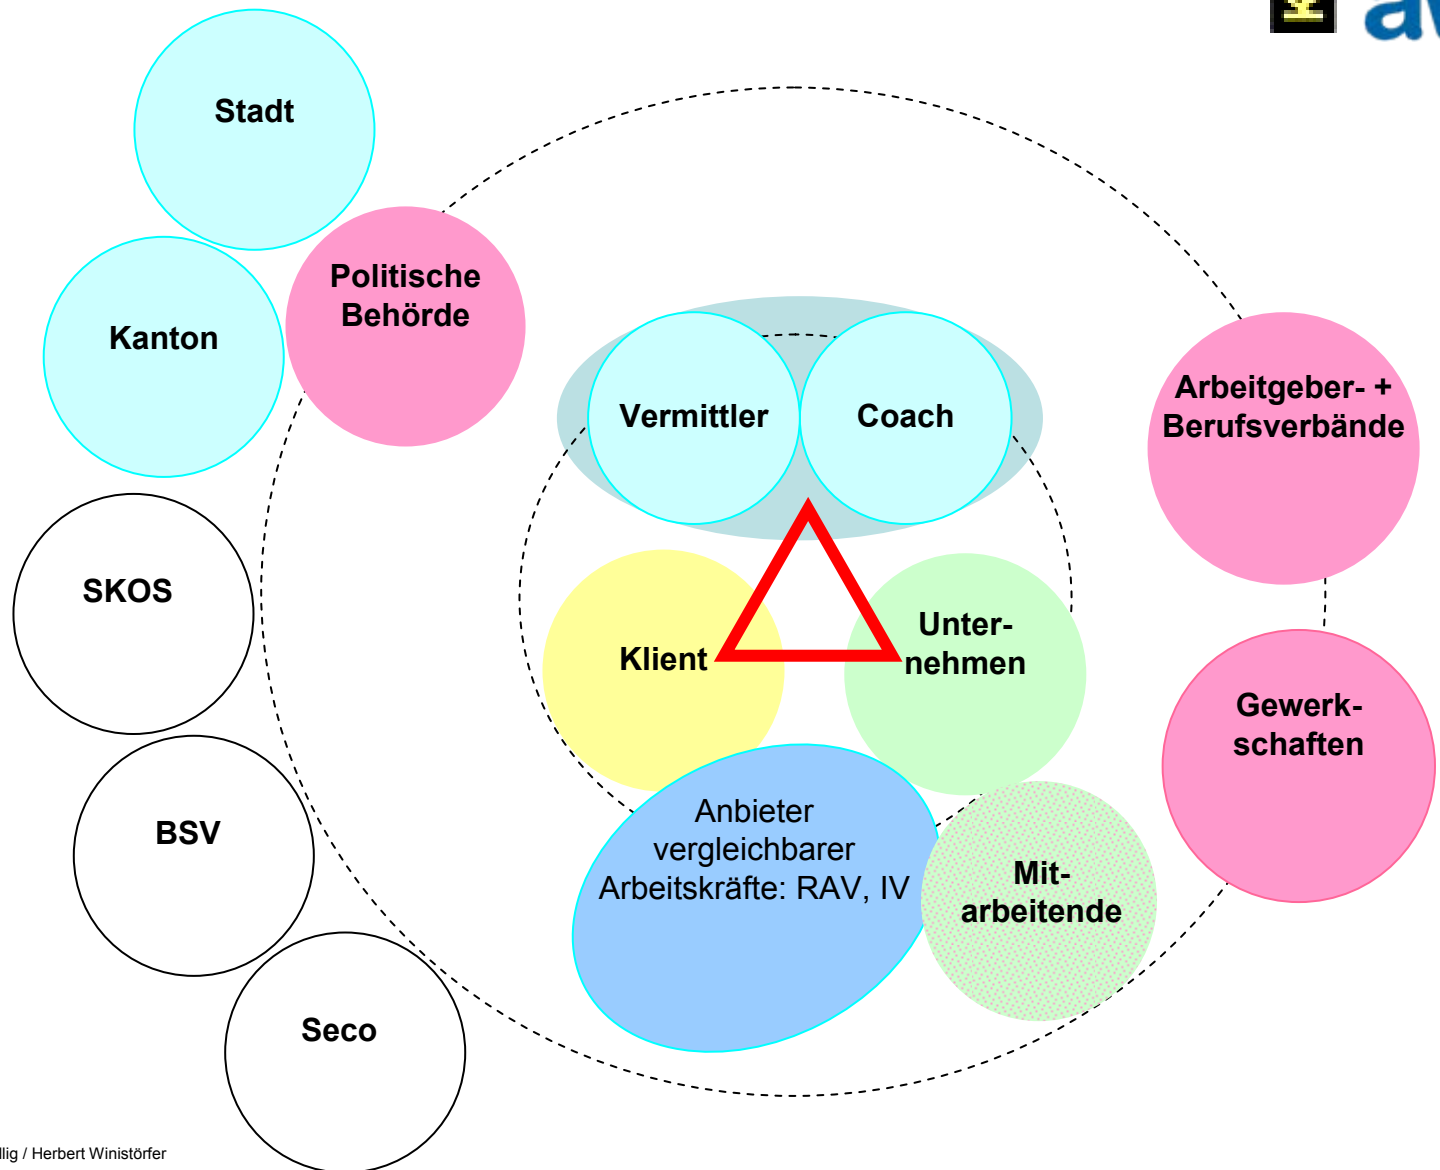 Stadt
Politische
Behörde
Kanton
Vermittler
Coach
Arbeitgeber- +
Berufsverbände
SKOS
Klient
Unter-
nehmen
Gewerk-
schaften
BSV
Anbieter
vergleichbarer
Arbeitskräfte: RAV, IV
Mit-
arbeitende
Seco
/ Herbert Winistörfer